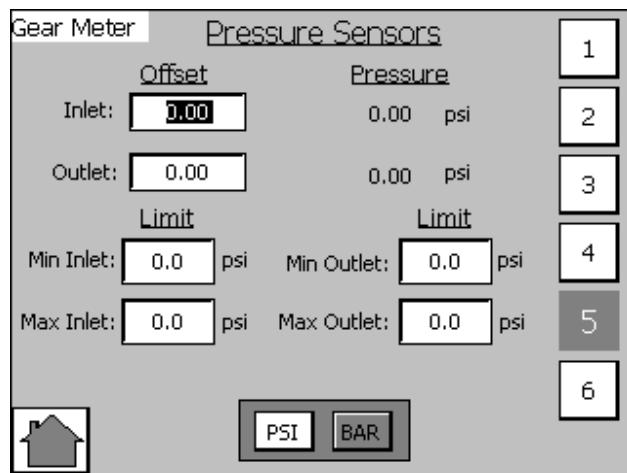 Gear Meter
Pressure Sensors
Offset Pressure
Inlet: 0.00 0.00 psi
Outlet: 0.00 0.00 psi
Limit Limit
Min Inlet: 0.0 psi Min Outlet: 0.0 psi
Max Inlet: 0.0 psi Max Outlet: 0.0 psi
PSI BAR
1
2
3
4
5
6